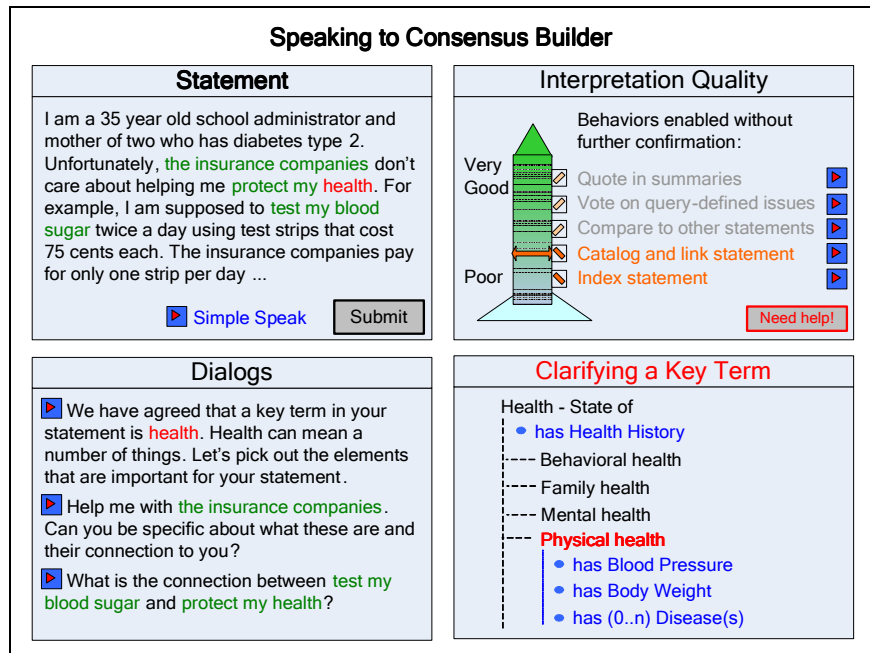 Speaking to Consensus Builder
Statement
I am a 35 year old school administrator and
mother of two who has diabetes type 2.
Unfortunately, the insurance companies don't
care about helping me protect my health. For
example, I am supposed to test my blood
sugar twice a day using test strips that cost
75 cents each. The insurance companies pay
for only one strip per day ...
Simple Speak
Submit
Interpretation Quality
Behaviors enabled without
further confirmation:
Very
Good
Quote in summaries
Vote on query-defined issues
Compare to other statements
Catalog and link statement
Poor
Index statement
Need help!
Dialogs
We have agreed that a key term in your
statement is health. Health can mean a
number of things. Let's pick out the elements
that are important for your statement.
Help me with the insurance companies.
Can you be specific about what these are and
their connection to you?
What is the connection between test my
blood sugar and protect my health?
Clarifying a Key Term
Health - State of
has Health History
Behavioral health
Family health
Mental health
Physical health
has Blood Pressure
has Body Weight
has (0..n) Disease(s)